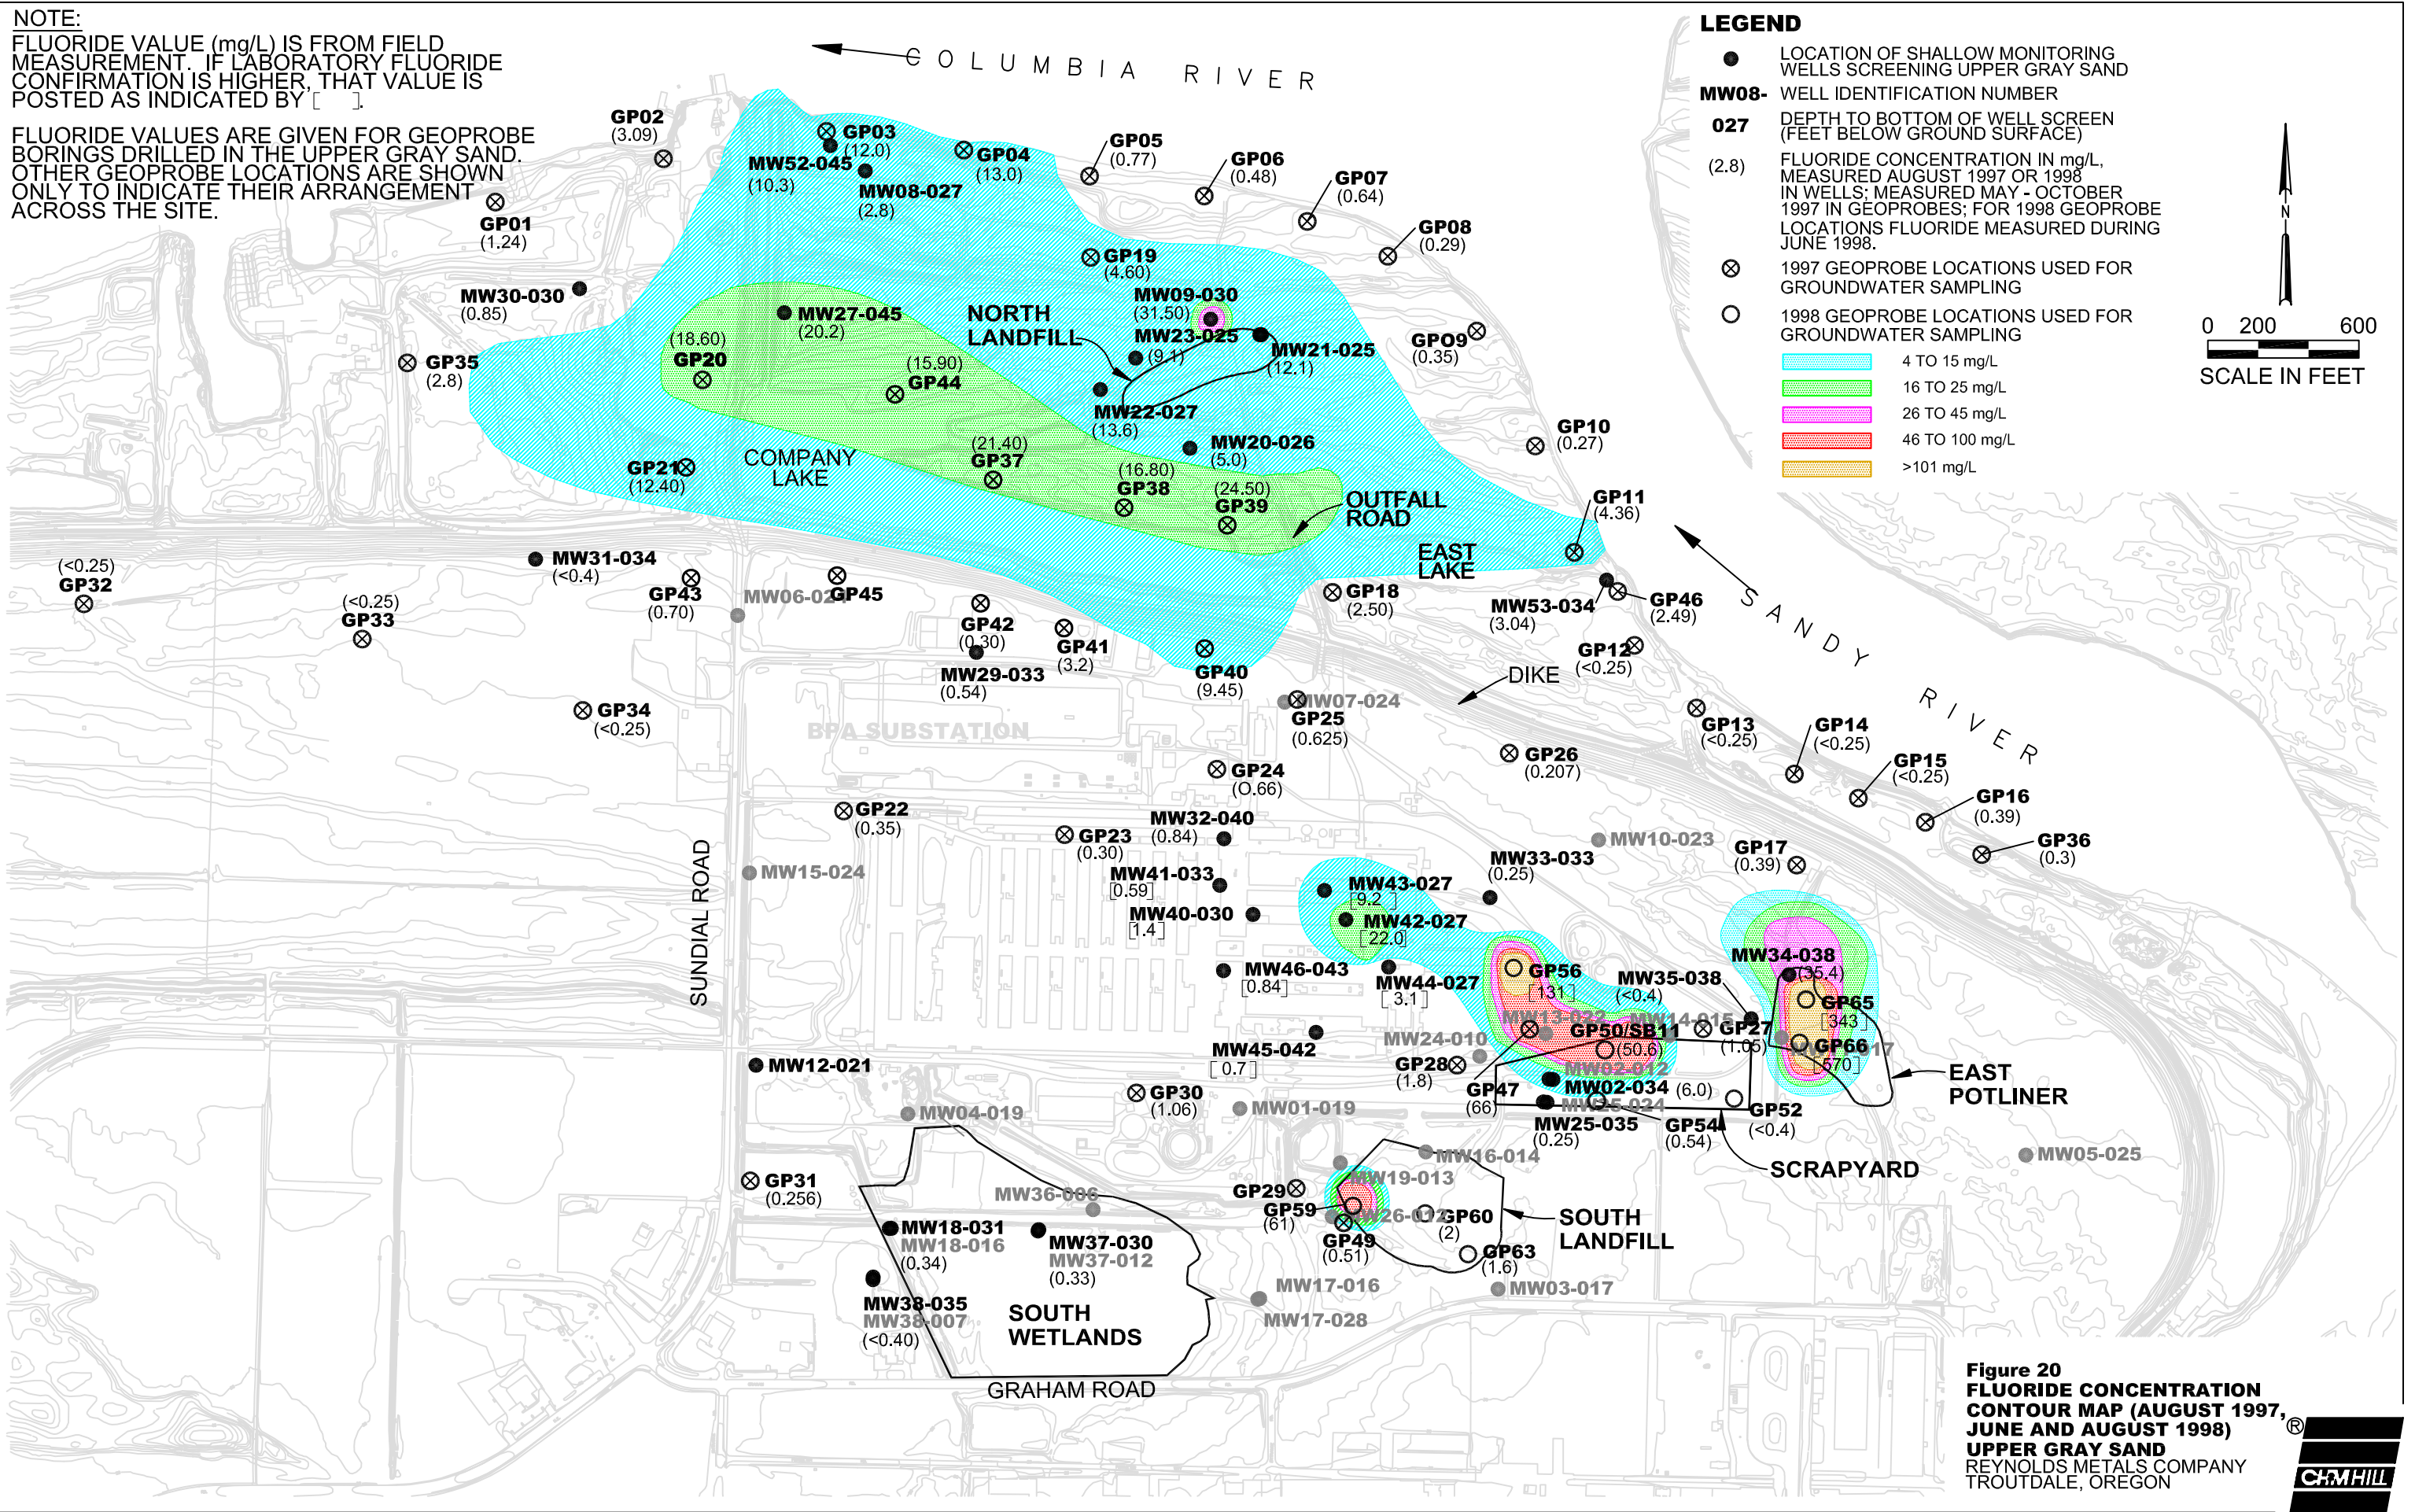 NOTE:
FLUORIDE VALUE (mg/L) IS FROM FIELD
MEASUREMENT. IF LABORATORY FLUORIDE
CONFIRMATION IS HIGHER, THAT VALUE IS
POSTED AS INDICATED BY [ ].
FLUORIDE VALUES ARE GIVEN FOR GEOPROBE
BORINGS DRILLED IN THE UPPER GRAY SAND.
OTHER GEOPROBE LOCATIONS ARE SHOWN
ONLY TO INDICATE THEIR ARRANGEMENT
ACROSS THE SITE.
COLUMBIA RIVER
LEGEND
LOCATION OF SHALLOW MONITORING
WELLS SCREENING UPPER GRAY SAND
MW08- WELL IDENTIFICATION NUMBER
027 DEPTH TO BOTTOM OF WELL SCREEN
(FEET BELOW GROUND SURFACE)
(2.8) FLUORIDE CONCENTRATION IN mg/L,
MEASURED AUGUST 1997 OR 1998
IN WELLS; MEASURED MAY - OCTOBER
1997 IN GEOPROBES; FOR 1998 GEOPROBE
LOCATIONS FLUORIDE MEASURED DURING
JUNE 1998.
1997 GEOPROBE LOCATIONS USED FOR
GROUNDWATER SAMPLING
1998 GEOPROBE LOCATIONS USED FOR
GROUNDWATER SAMPLING
4 TO 15 mg/L
16 TO 25 mg/L
26 TO 45 mg/L
46 TO 100 mg/L
>101 mg/L
N
0 200 600
SCALE IN FEET
GP02
(3.09)
GP03
(12.0)
MW52-045
(10.3)
MW08-027
(2.8)
GP04
(13.0)
GP05
(0.77)
GP06
(0.48)
GP07
(0.64)
GP08
(0.29)
GP01
(1.24)
GP19
(4.60)
MW30-030
(0.85)
MW27-045
(20.2)
NORTH
LANDFILL
MW09-030
(31.50)
MW23-025
(9.1)
MW21-025
(12.1)
GPO9
(0.35)
GP35
(2.8)
(18.60)
GP20
(15.90)
GP44
MW22-027
(13.6)
MW20-026
(5.0)
GP10
(0.27)
GP21
(12.40)
COMPANY
LAKE
(21.40)
GP37
(16.80)
GP38
(24.50)
GP39
OUTFALL
ROAD
GP11
(4.36)
EAST
LAKE
SANDY RIVER
(<0.25)
GP32
MW31-034
(<0.4)
(<0.25)
GP33
GP43
(0.70)
MW06-024
GP45
GP42
(0.30)
MW29-033
(0.54)
GP41
(3.2)
GP40
(9.45)
GP18
(2.50)
MW53-034
(3.04)
GP46
(2.49)
GP12
(<0.25)
DIKE
GP34
(<0.25)
BPA SUBSTATION
MW07-024
GP25
(0.625)
GP26
(0.207)
GP13
(<0.25)
GP14
(<0.25)
GP15
(<0.25)
GP16
(0.39)
GP36
(0.3)
GP17
(0.39)
GP24
(O.66)
GP22
(0.35)
GP23
(0.30)
MW32-040
(0.84)
MW10-023
MW15-024
SUNDIAL ROAD
MW41-033
[0.59]
MW40-030
[1.4]
MW43-027
[9.2]
MW42-027
[22.0]
MW33-033
(0.25)
MW46-043
[0.84]
MW44-027
[3.1]
GP56
[131]
MW35-038
(<0.4)
MW34-038
(35.4)
GP65
[343]
GP66
[570]
MW13-022
MW14-015
GP50/SB11
(50.6)
GP27
(1.05)
MW24-010
MW45-042
[0.7]
GP28
(1.8)
GP47
(66)
MW02-012
MW02-034
(6.0)
MW25-024
MW25-035
(0.25)
GP54
(0.54)
GP52
(<0.4)
EAST
POTLINER
SCRAPYARD
MW12-021
GP30
(1.06)
MW01-019
MW04-019
MW05-025
MW16-014
MW19-013
GP31
(0.256)
MW36-006
GP29
GP59
(61)
MW26-012
GP49
(0.51)
GP60
(2)
GP63
(1.6)
SOUTH
LANDFILL
MW18-031
MW18-016
(0.34)
MW37-030
MW37-012
(0.33)
MW38-035
MW38-007
(<0.40)
SOUTH
WETLANDS
MW17-016
MW17-028
MW03-017
GRAHAM ROAD
Figure 20
FLUORIDE CONCENTRATION
CONTOUR MAP (AUGUST 1997,
JUNE AND AUGUST 1998)
UPPER GRAY SAND
REYNOLDS METALS COMPANY
TROUTDALE, OREGON
®
CH2MHILL